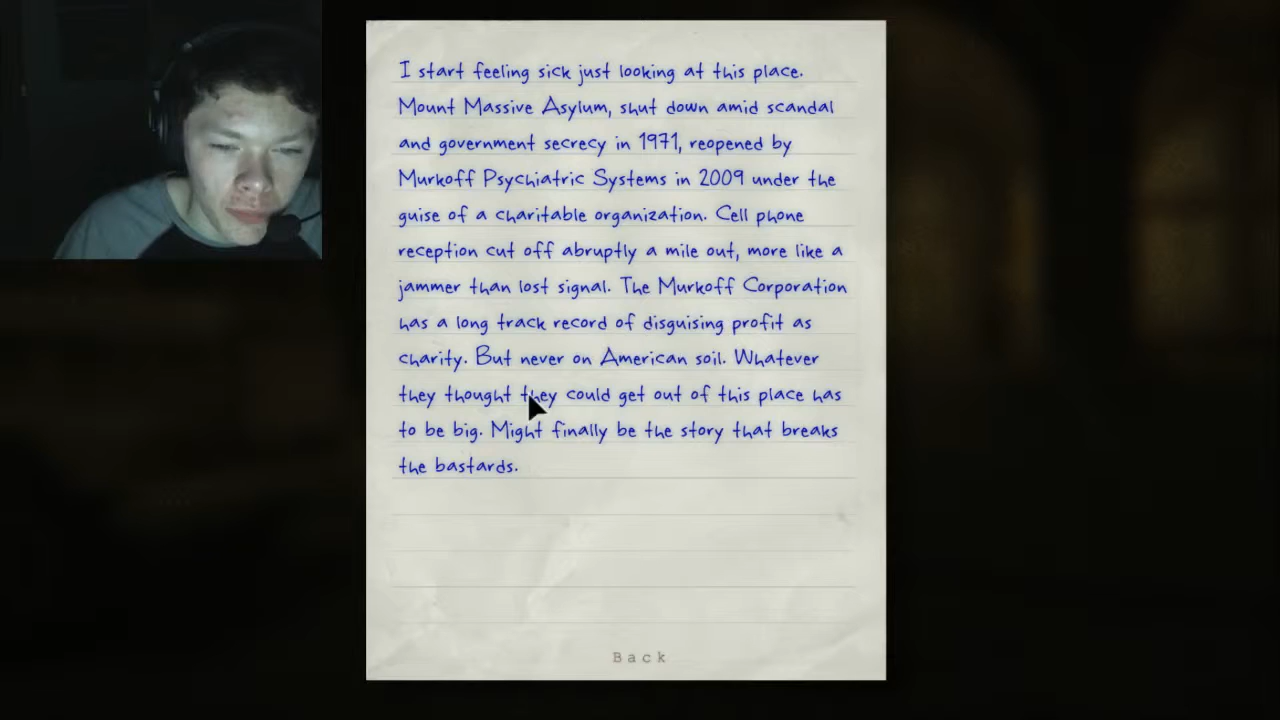 I start feeling sick just looking at this place.
Mount Massive Asylum, shut down amid scandal
and government secrecy in 1971, reopened by
Murkoff Psychiatric Systems in 2009 under the
guise of a charitable organization. Cell phone
reception cut off abruptly a mile out, more like a
jammer than lost signal. The Murkoff Corporation
has a long track record of disguising profit as
charity. But never on American soil. Whatever
they thought they could get out of this place has
to be big. Might finally be the story that breaks
the bastards.
Back